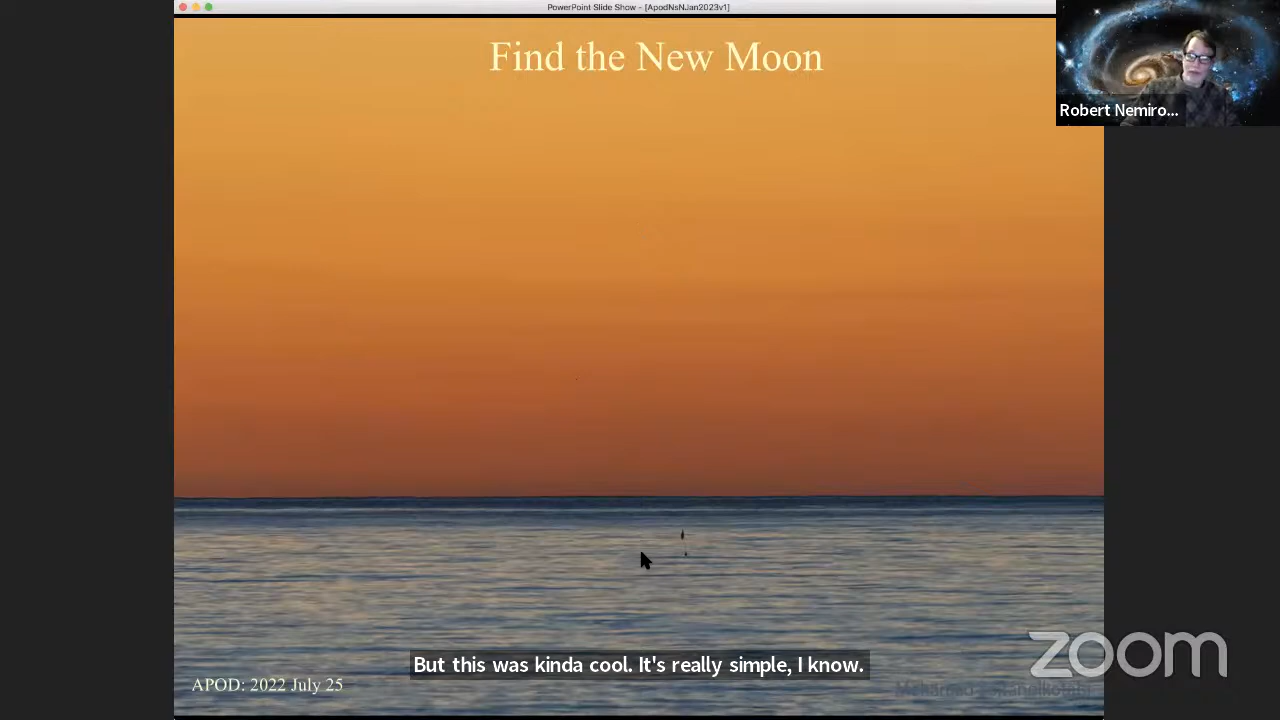 PowerPoint Slide Show - [ApodNsNJan2023v1]
Find the New Moon
Robert Nemiro...
But this was kinda cool. It's really simple, I know.
APOD: 2022 July 25
zoom